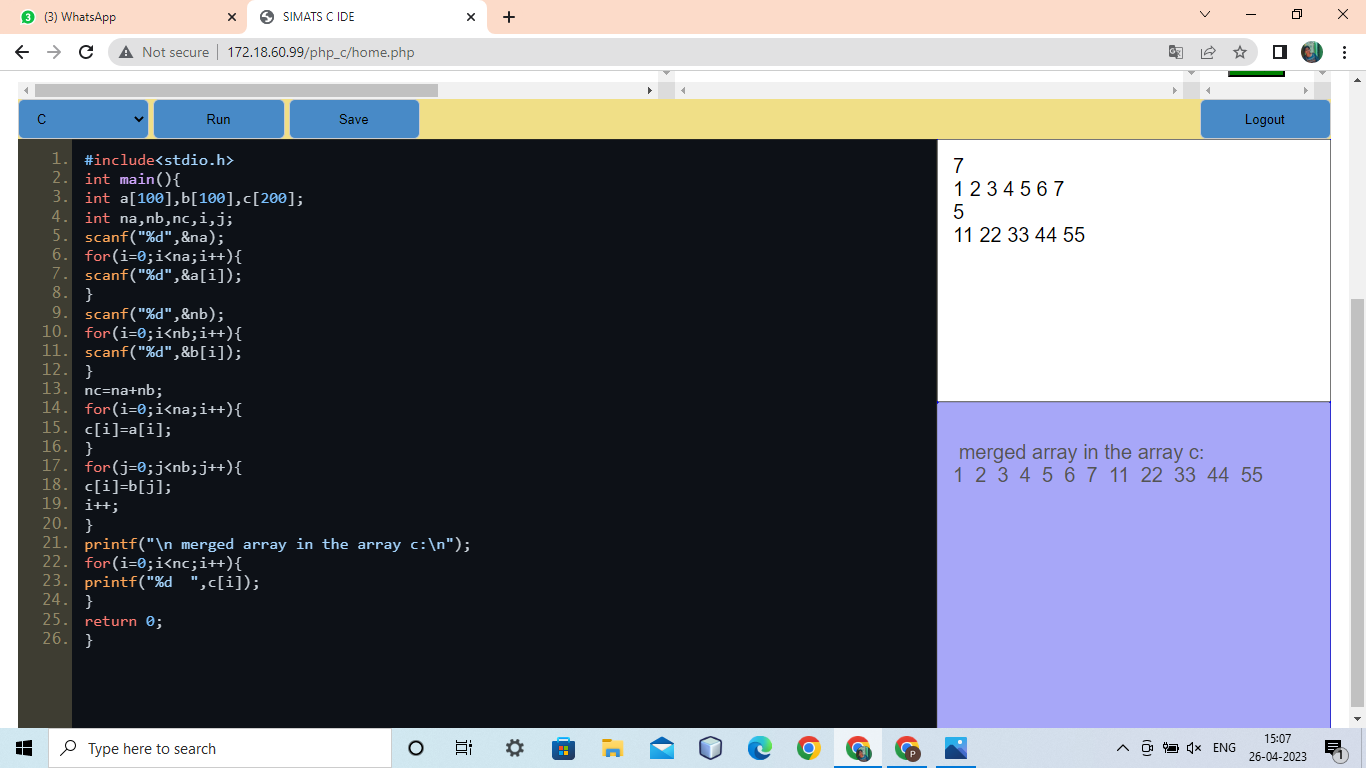 (3) WhatsApp
SIMATS C IDE
Not secure
172.18.60.99/php_c/home.php
C
Run
Save
Logout
1. #include<stdio.h>
2. int main(){
3. int a[100],b[100],c[200];
4. int na,nb,nc,i,j;
5. scanf("%d",&na);
6. for(i=0;i<na;i++){
7. scanf("%d",&a[i]);
8. }
9. scanf("%d",&nb);
10. for(i=0;i<nb;i++){
11. scanf("%d",&b[i]);
12. }
13. nc=na+nb;
14. for(i=0;i<na;i++){
15. c[i]=a[i];
16. }
17. for(j=0;j<nb;j++){
18. c[i]=b[j];
19. i++;
20. }
21. printf("\n merged array in the array c:\n");
22. for(i=0;i<nc;i++){
23. printf("%d  ",c[i]);
24. }
25. return 0;
26. }
7
1 2 3 4 5 6 7
5
11 22 33 44 55
merged array in the array c:
1  2  3  4  5  6  7  11  22  33  44  55
Type here to search
P
ENG
15:07
26-04-2023
1